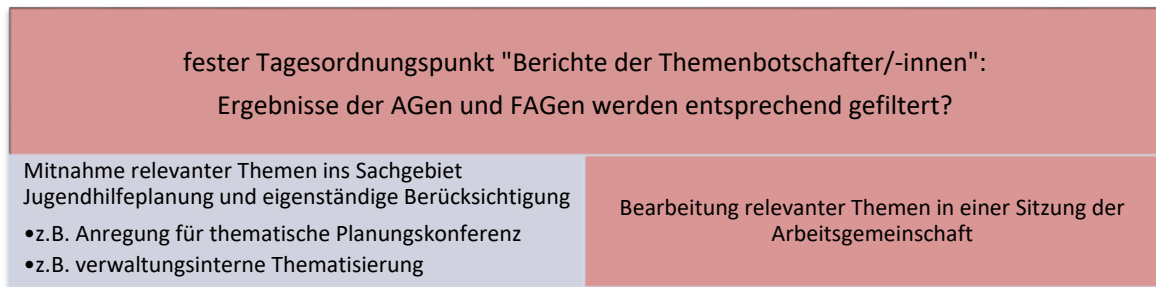 fester Tagesordnungspunkt "Berichte der Themenbotschafter/-innen":
Ergebnisse der AGen und FAGen werden entsprechend gefiltert?
Mitnahme relevanter Themen ins Sachgebiet
Jugendhilfeplanung und eigenständige Berücksichtigung
•z.B. Anregung für thematische Planungskonferenz
•z.B. verwaltungsinterne Thematisierung
Bearbeitung relevanter Themen in einer Sitzung der
Arbeitsgemeinschaft